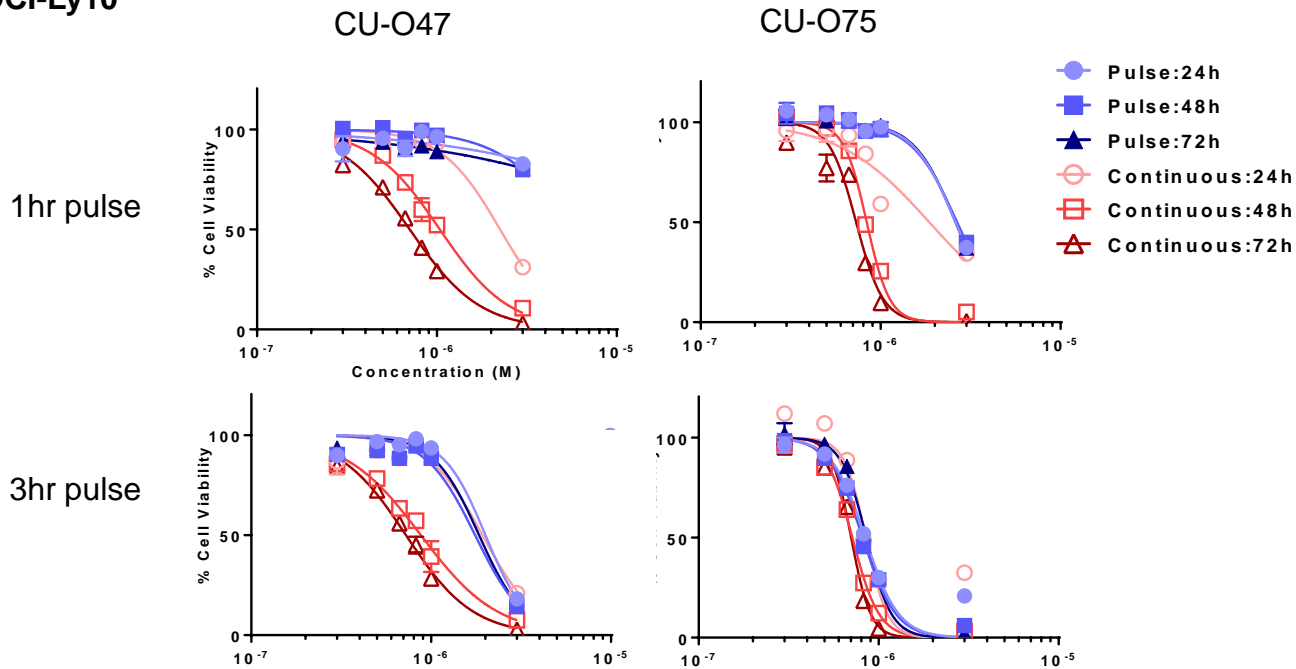 CU-O47
CU-O75
Pulse:24h
Pulse:48h
Pulse:72h
Continuous:24h
Continuous:48h
Continuous:72h
1hr pulse
% Cell Viability
100
50
0
10-7
10-6
10-5
Concentration (M)
100
50
0
10-7
10-6
10-5
3hr pulse
% Cell Viability
100
50
0
10-7
10-6
10-5
100
50
0
10-7
10-6
10-5